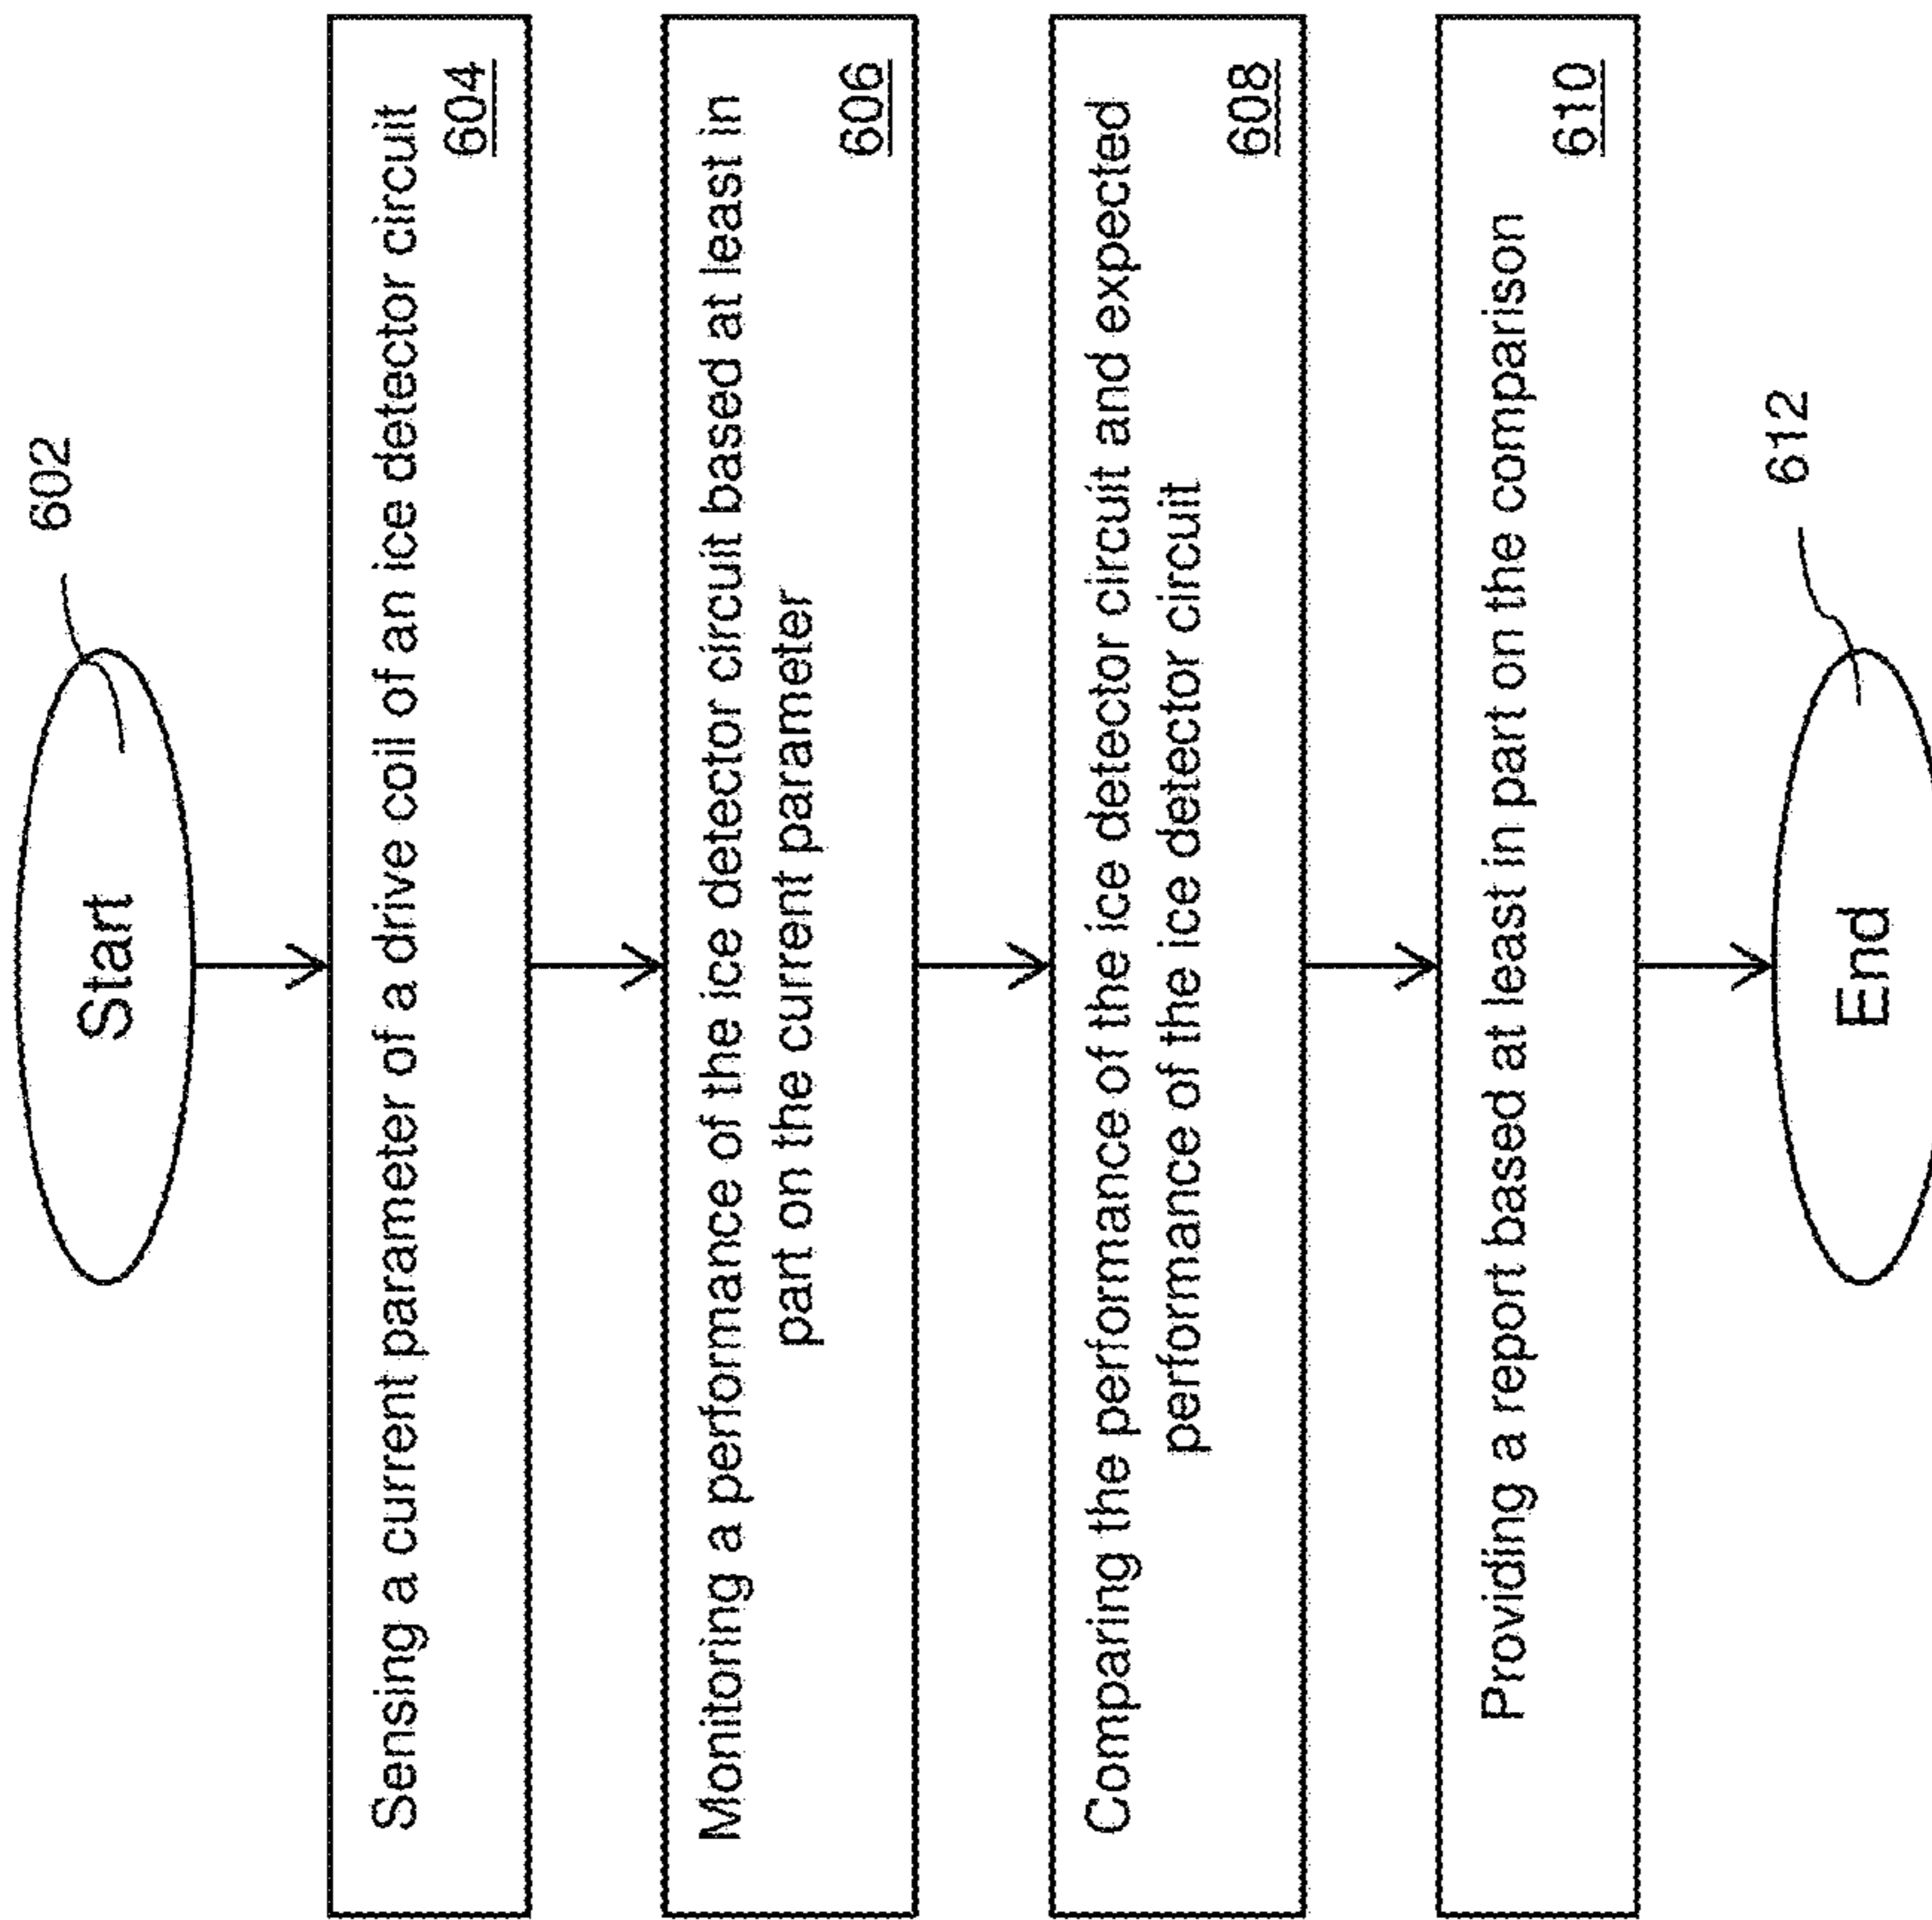 Start
602
Sensing a current parameter of a drive coil of an ice detector circuit
604
Monitoring a performance of the ice detector circuit based at least in
part on the current parameter
606
Comparing the performance of the ice detector circuit and expected
performance of the ice detector circuit
608
Providing a report based at least in part on the comparison
610
End
612